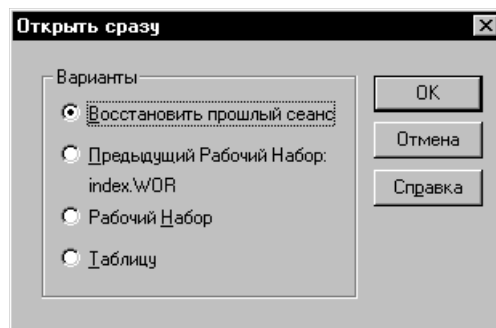 Открыть сразу
Варианты
Восстановить прошлый сеанс
Предыдущий Рабочий Набор:
index.WOR
Рабочий Набор
Таблицу
OK
Отмена
Справка